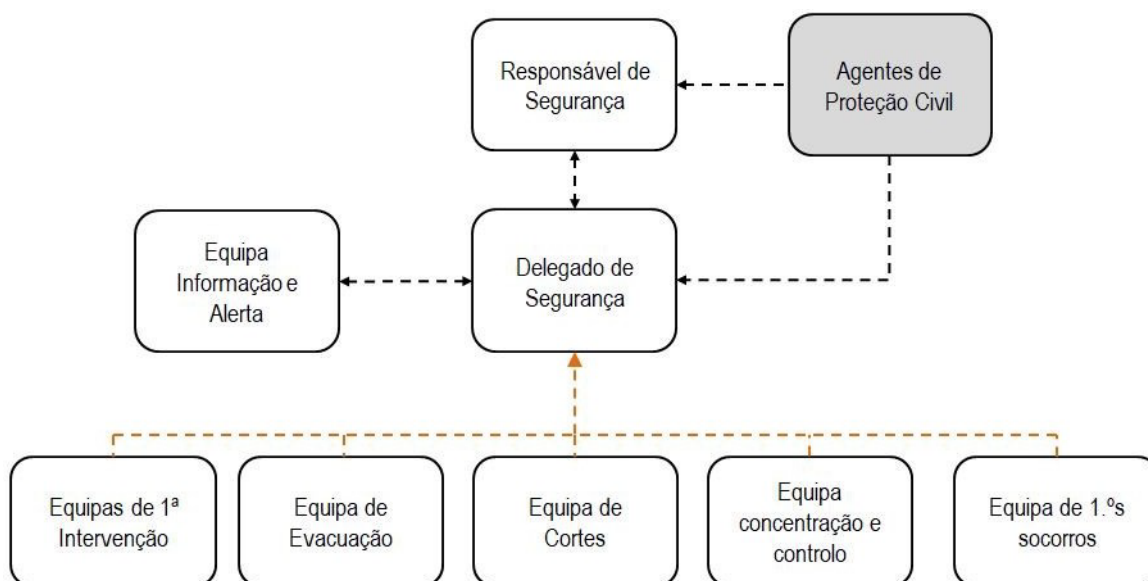 Responsável de
Segurança
Agentes de
Proteção Civil
Equipa
Informação e
Alerta
Delegado de
Segurança
Equipas de 1ª
Intervenção
Equipa de
Evacuação
Equipa de
Cortes
Equipa
concentração e
controlo
Equipa de 1.ºs
socorros